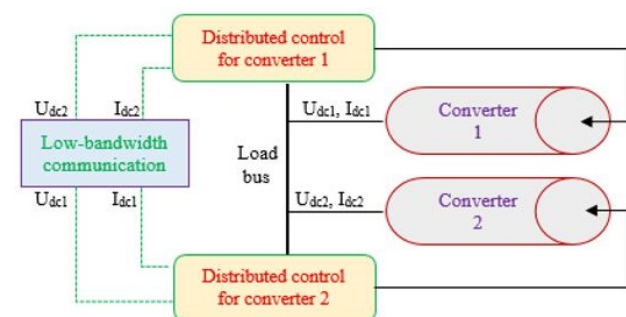 Distributed control
for converter 1
Udc2
Idc2
Udc1, Idc1
Converter
1
Low-bandwidth
communication
Load
bus
Udc1
Idc1
Udc2, Idc2
Converter
2
Distributed control
for converter 2